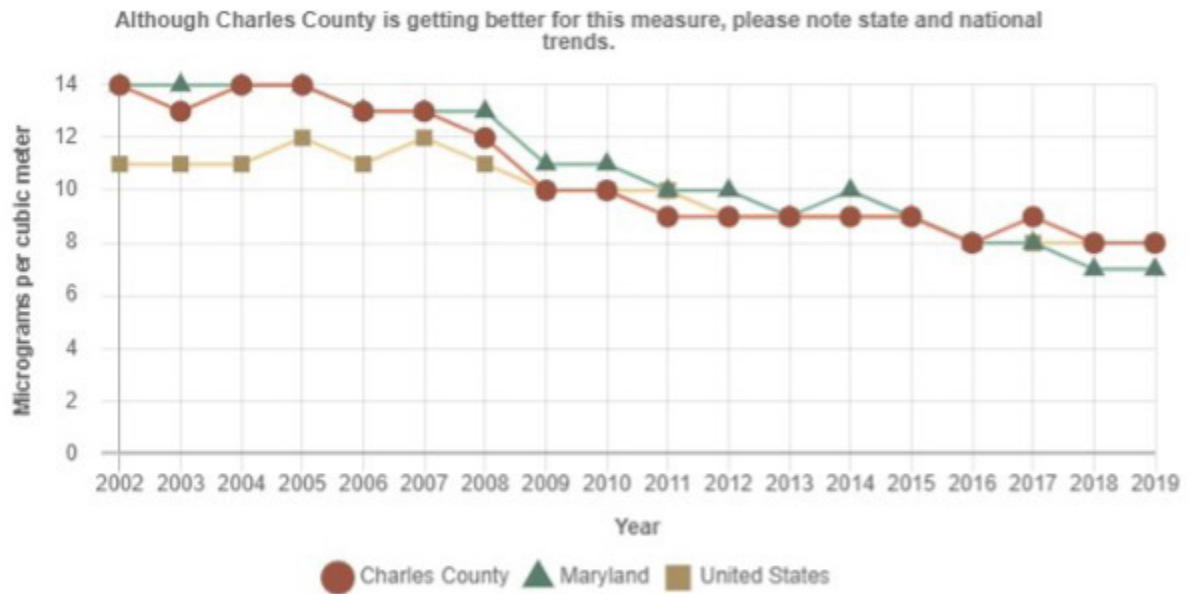 Although Charles County is getting better for this measure, please note state and national
trends.
Micrograms per cubic meter
14
12
10
8
6
4
2
0
2002 2003 2004 2005 2006 2007 2008 2009 2010 2011 2012 2013 2014 2015 2016 2017 2018 2019
Year
Charles County Maryland United States